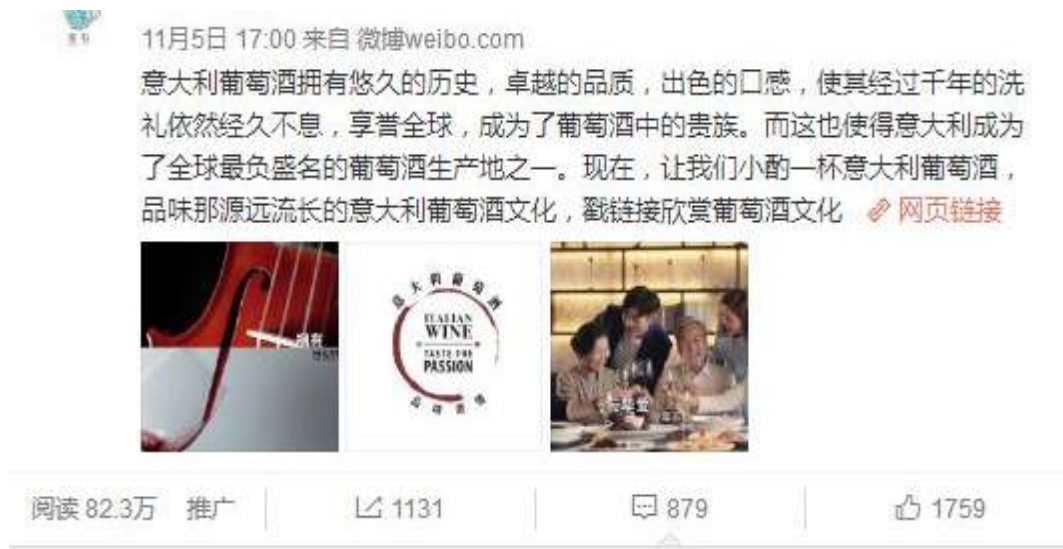 11月5日 17:00 来自 微博weibo.com
意大利葡萄酒拥有悠久的历史，卓越的品质，出色的口感，使其经过千年的洗
礼依然经久不息，享誉全球，成为了葡萄酒中的贵族。而这也使得意大利成为
了全球最负盛名的葡萄酒生产地之一。现在，让我们小酌一杯意大利葡萄酒，
品味那源远流长的意大利葡萄酒文化，戳链接欣赏葡萄酒文化 网页链接
意大利葡萄酒
ITALIAN
WINE
TASTE THE
PASSION
拥有
阅读 82.3万 推广 1131 879 1759